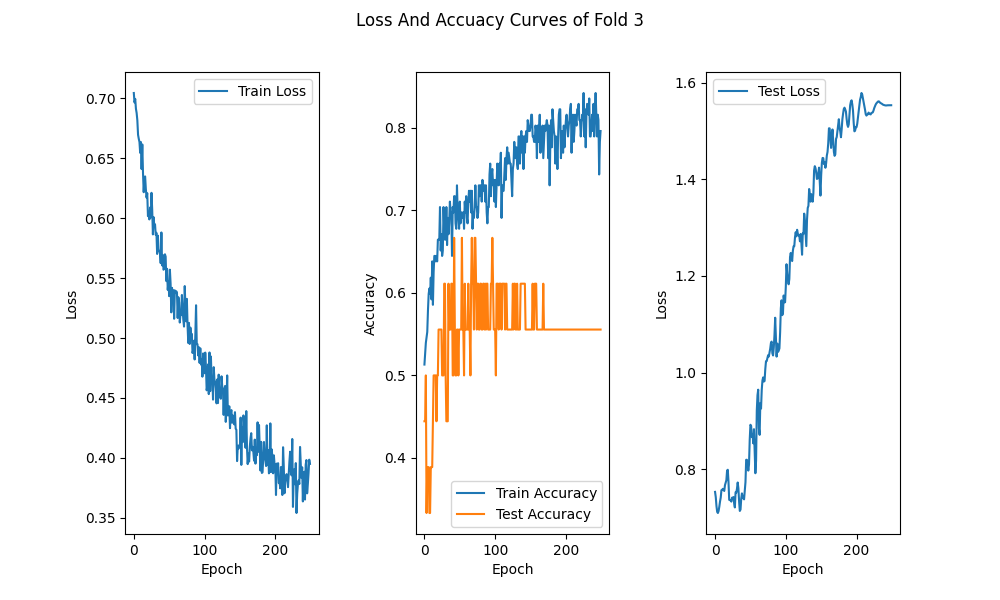 Loss And Accuacy Curves of Fold 3
Train Loss
0.70
0.65
0.60
0.55
0.50
0.45
0.40
0.35
Loss
0
100
200
Epoch
0.8
0.7
0.6
0.5
0.4
Accuracy
Train Accuracy
Test Accuracy
0
100
200
Epoch
Test Loss
1.6
1.4
1.2
1.0
0.8
Loss
0
100
200
Epoch